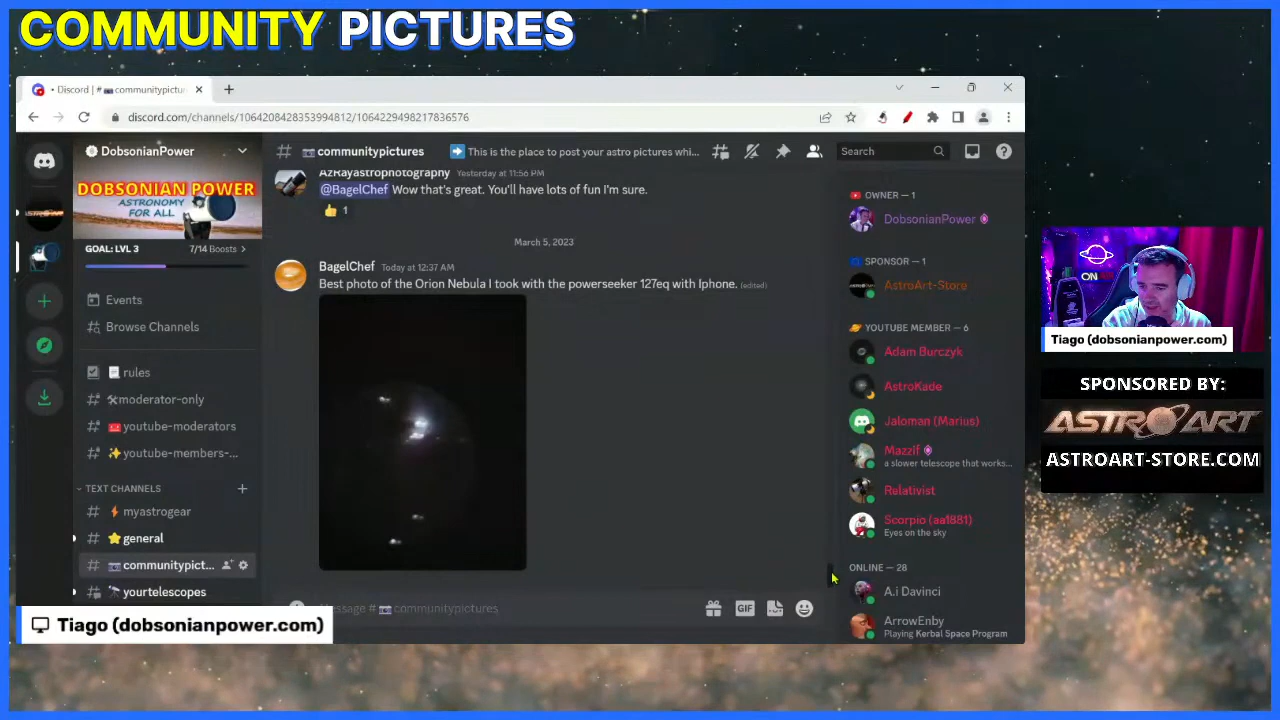 COMMUNITY PICTURES
Discord | # communitypictu
discord.com/channels/1064208428353994812/1064229498217836576
DobsonianPower
communitypictures
This is the place to post your astro pictures whi...
Search
DOBSONIAN POWER
ASTRONOMY
FOR ALL
GOAL: LVL 3
7/14 Boosts
Events
Browse Channels
rules
moderator-only
youtube-moderators
youtube-members-...
TEXT CHANNELS
myastrogear
general
communitypict...
yourtelescopes
AzRayastrophotography Yesterday at 11:56 PM
@BagelChef Wow that's great. You'll have lots of fun I'm sure.
1
March 5, 2023
BagelChef Today at 12:37 AM
Best photo of the Orion Nebula I took with the powerseeker 127eq with Iphone. (edited)
Message # communitypictures
GIF
OWNER — 1
DobsonianPower
SPONSOR — 1
AstroArt-Store
YOUTUBE MEMBER — 6
Adam Burczyk
AstroKade
Jaloman (Marius)
Mazzif
a slower telescope that works...
Relativist
Scorpio (aa1881)
Eyes on the sky
ONLINE — 28
A.i Davinci
ArrowEnby
Playing Kerbal Space Program
Tiago (dobsonianpower.com)
Tiago (dobsonianpower.com)
SPONSORED BY:
ASTROART
ASTROART-STORE.COM